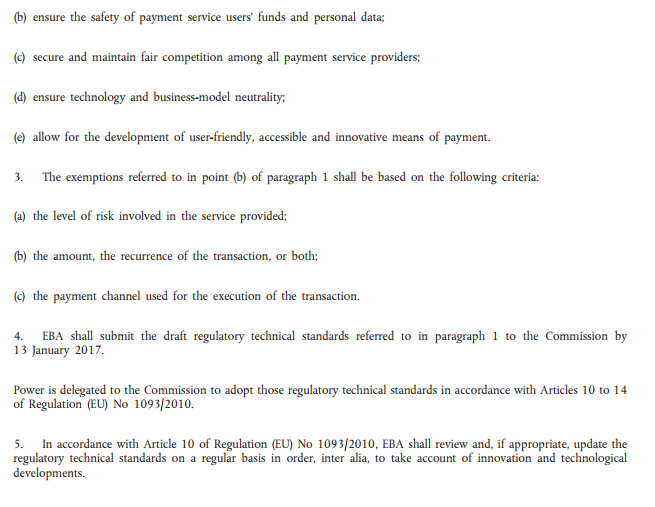 (b) ensure the safety of payment service users' funds and personal data;
(c) secure and maintain fair competition among all payment service providers;
(d) ensure technology and business-model neutrality;
(e) allow for the development of user-friendly, accessible and innovative means of payment.
3. The exemptions referred to in point (b) of paragraph 1 shall be based on the following criteria:
(a) the level of risk involved in the service provided;
(b) the amount, the recurrence of the transaction, or both;
(c) the payment channel used for the execution of the transaction.
4. EBA shall submit the draft regulatory technical standards referred to in paragraph 1 to the Commission by
13 January 2017.
Power is delegated to the Commission to adopt those regulatory technical standards in accordance with Articles 10 to 14
of Regulation (EU) No 1093/2010.
5. In accordance with Article 10 of Regulation (EU) No 1093/2010, EBA shall review and, if appropriate, update the
regulatory technical standards on a regular basis in order, inter alia, to take account of innovation and technological
developments.